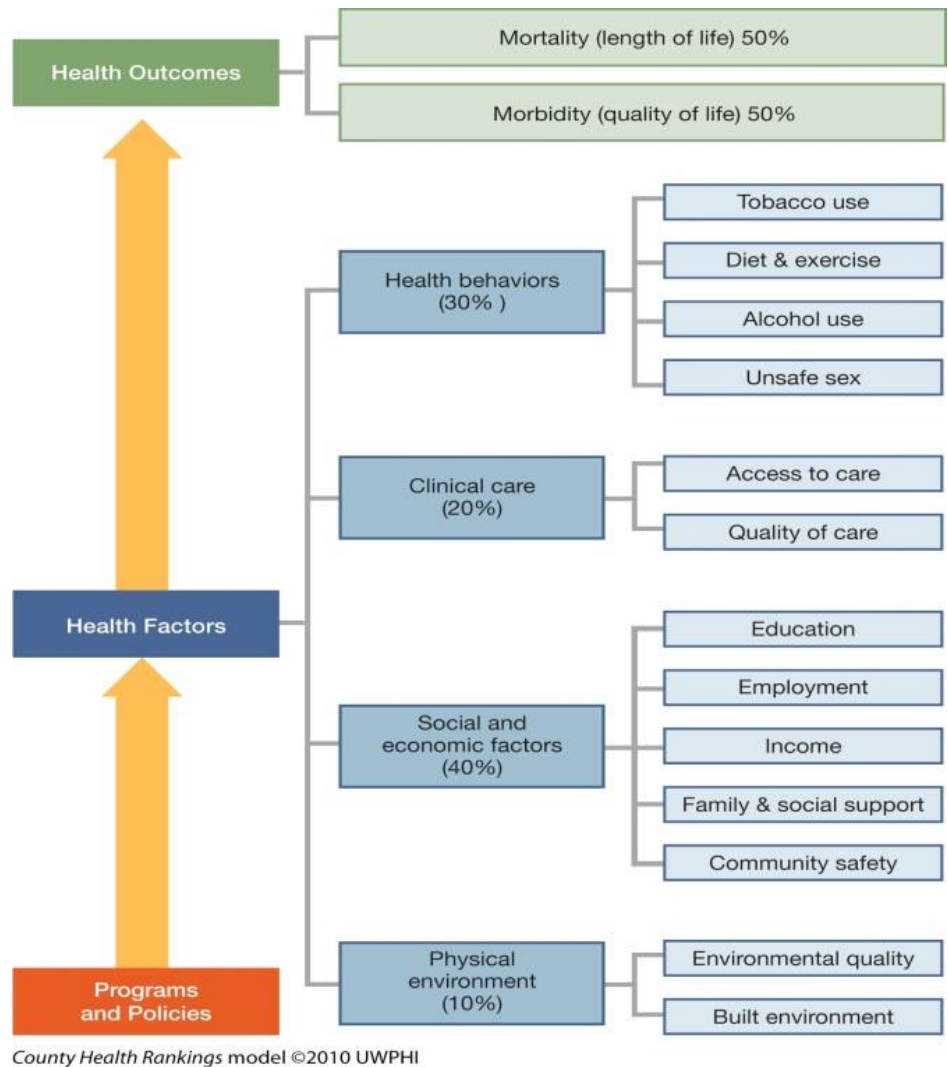 Health Outcomes
Mortality (length of life) 50%
Morbidity (quality of life) 50%
Health Factors
Health behaviors
(30% )
Tobacco use
Diet & exercise
Alcohol use
Unsafe sex
Clinical care
(20%)
Access to care
Quality of care
Social and
economic factors
(40%)
Education
Employment
Income
Family & social support
Community safety
Physical
environment
(10%)
Environmental quality
Built environment
Programs
and Policies
County Health Rankings model ©2010 UWPHI